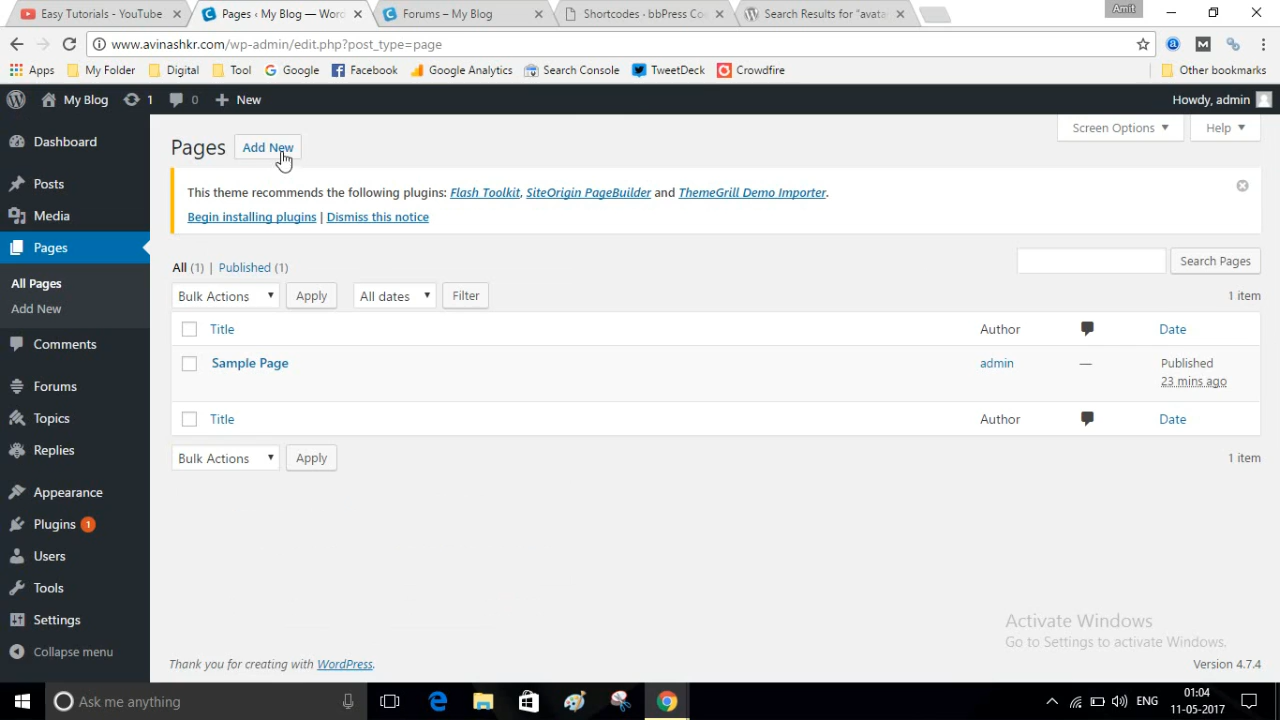 Easy Tutorials - YouTube
Pages ‹ My Blog — Wor
Forums – My Blog
Shortcodes · bbPress Co
Search Results for "avata
Amit
www.avinashkr.com/wp-admin/edit.php?post_type=page
Apps
My Folder
Digital
Tool
Google
Facebook
Google Analytics
Search Console
TweetDeck
Crowdfire
Other bookmarks
My Blog
1
0
New
Howdy, admin
Dashboard
Posts
Media
Pages
All Pages
Add New
Comments
Forums
Topics
Replies
Appearance
Plugins 1
Users
Tools
Settings
Collapse menu
Pages
Add New
Screen Options
Help
This theme recommends the following plugins: Flash Toolkit, SiteOrigin PageBuilder and ThemeGrill Demo Importer.
Begin installing plugins | Dismiss this notice
All (1) | Published (1)
Search Pages
Bulk Actions
Apply
All dates
Filter
1 item
Title
Author
Date
Sample Page
admin
—
Published
23 mins ago
Title
Author
Date
Bulk Actions
Apply
1 item
Activate Windows
Go to Settings to activate Windows.
Thank you for creating with WordPress.
Version 4.7.4
Ask me anything
ENG
01:04
11-05-2017